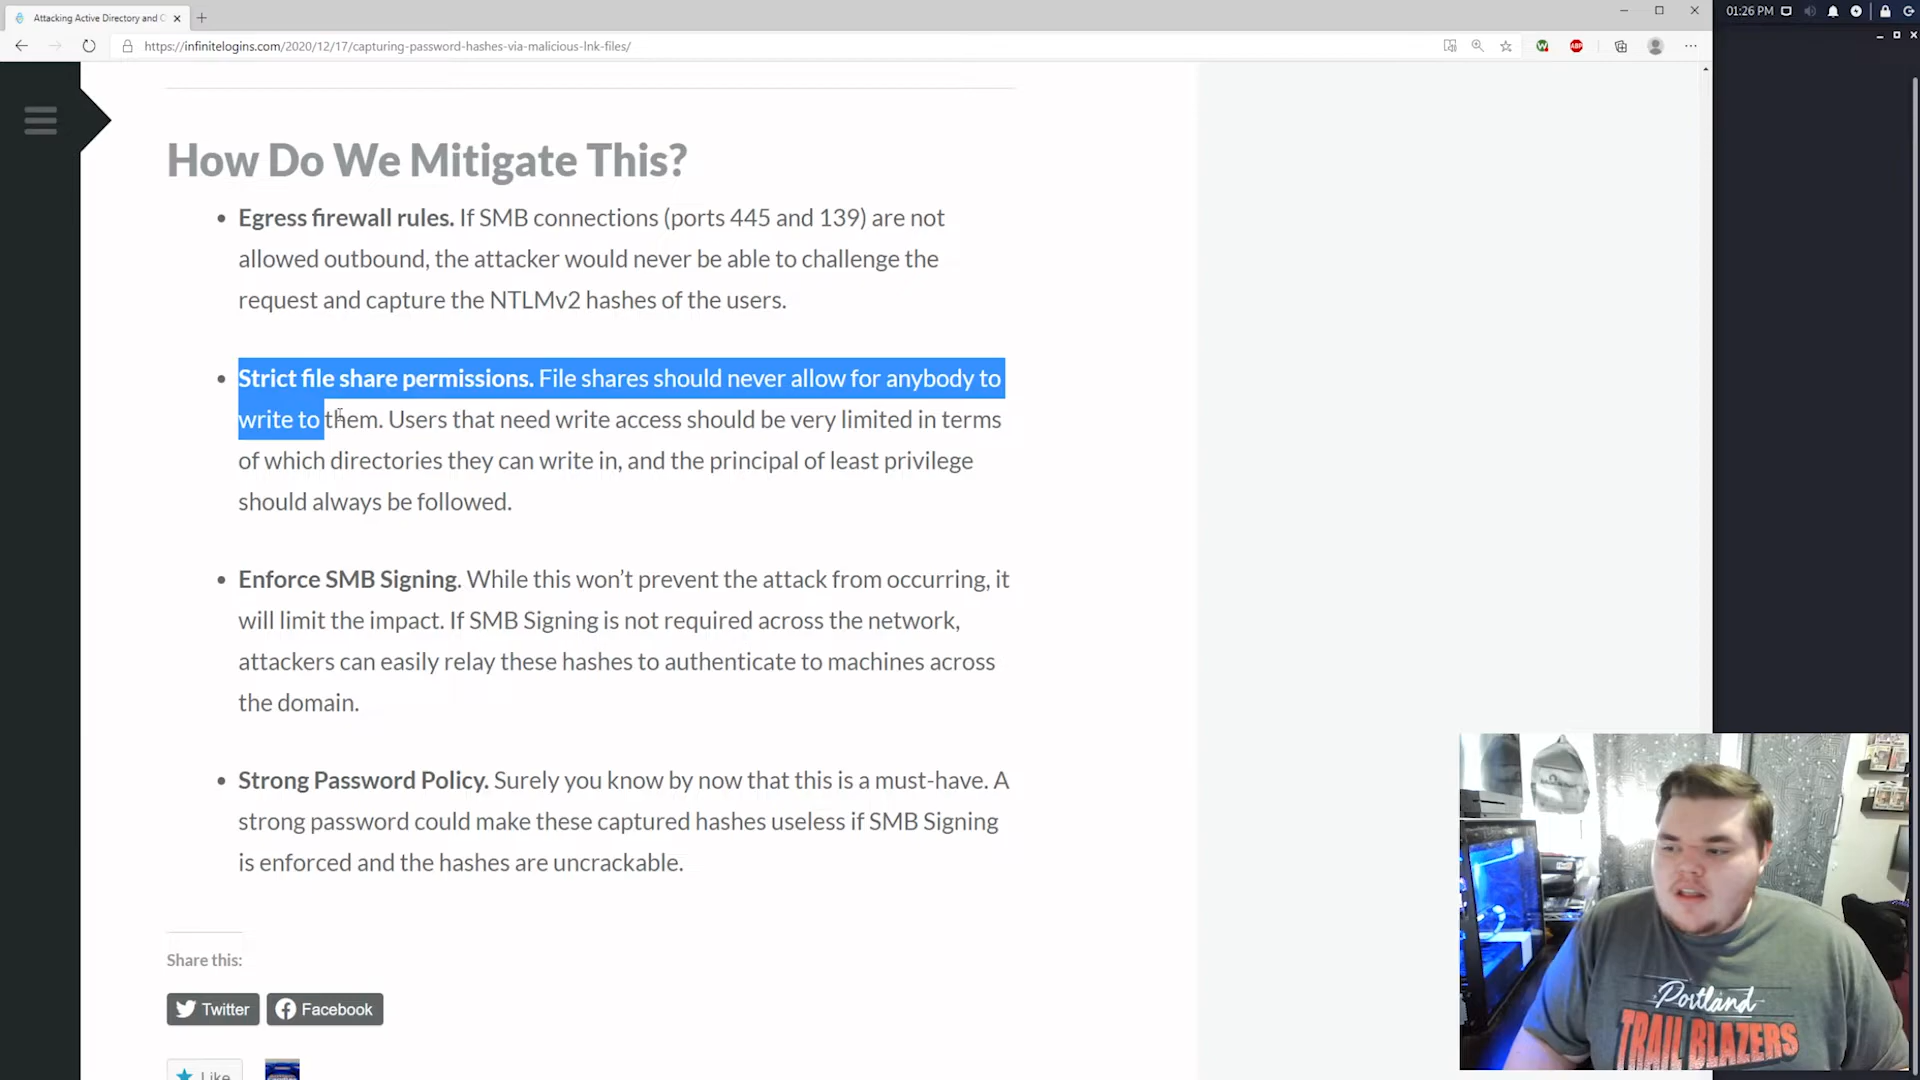 Attacking Active Directory and C
01:26 PM
https://infinitelogins.com/2020/12/17/capturing-password-hashes-via-malicious-lnk-files/
ABP
How Do We Mitigate This?
• Egress firewall rules. If SMB connections (ports 445 and 139) are not
allowed outbound, the attacker would never be able to challenge the
request and capture the NTLMv2 hashes of the users.
• Strict file share permissions. File shares should never allow for anybody to
write to them. Users that need write access should be very limited in terms
of which directories they can write in, and the principal of least privilege
should always be followed.
• Enforce SMB Signing. While this won’t prevent the attack from occurring, it
will limit the impact. If SMB Signing is not required across the network,
attackers can easily relay these hashes to authenticate to machines across
the domain.
• Strong Password Policy. Surely you know by now that this is a must-have. A
strong password could make these captured hashes useless if SMB Signing
is enforced and the hashes are uncrackable.
Share this:
Twitter
Facebook
Like
Portland
TRAIL BLAZERS